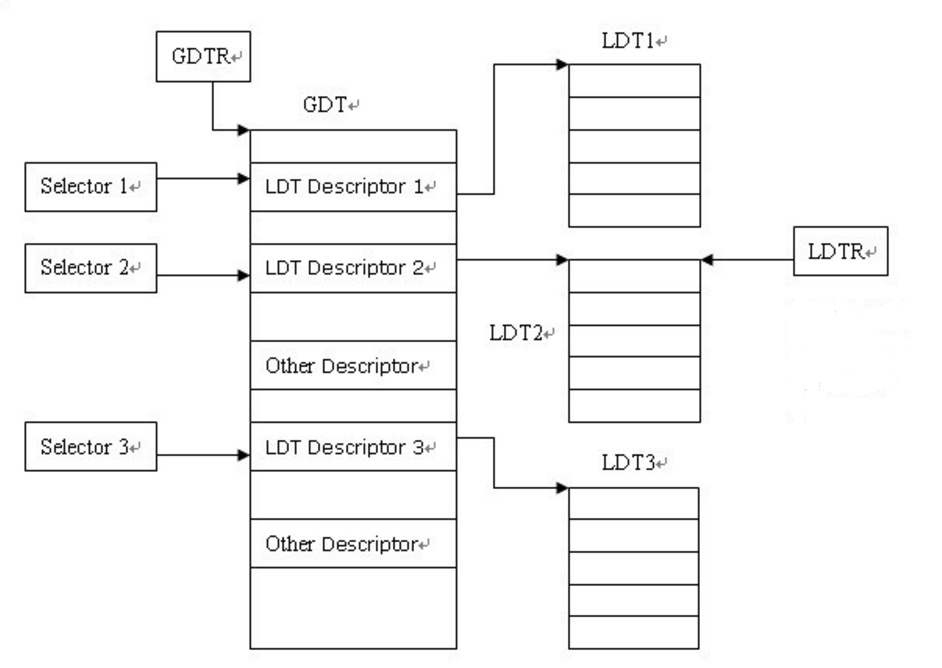 LDT1↵
GDTR↵
GDT↵
Selector 1↵
LDT Descriptor 1↵
LDTR↵
Selector 2↵
LDT Descriptor 2↵
LDT2↵
Other Descriptor↵
Selector 3↵
LDT Descriptor 3↵
LDT3↵
Other Descriptor↵